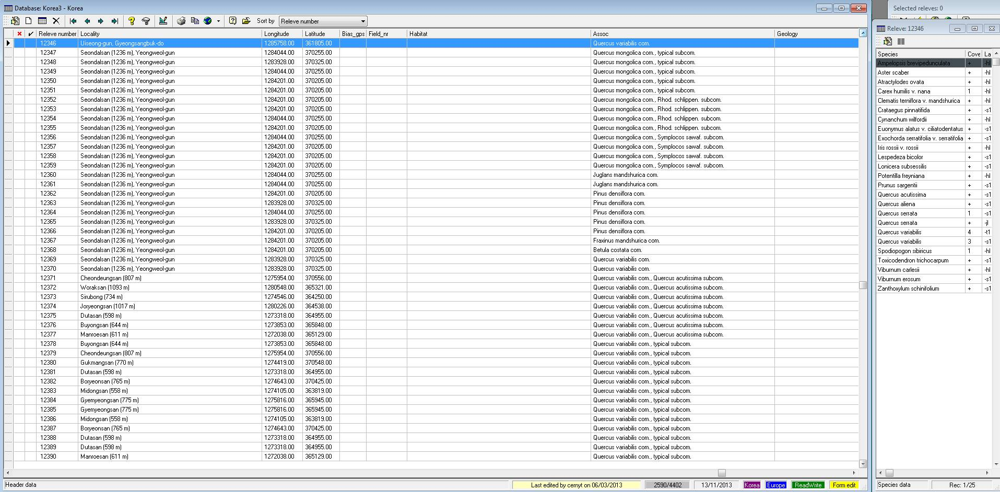 Database: Korea3 - Korea
Sort by Releve number
Releve number Locality Longitude Latitude Bias_gps Field_nr Habitat Assoc Geology
12346 Uiseong-gun, Gyeongsangbuk-do 1285758.00 361805.00 Quercus variabilis com.
12347 Seondalsan (1236 m), Yeongweol-gun 1284044.00 370255.00 Quercus mongolica com., typical subcom.
12348 Seondalsan (1236 m), Yeongweol-gun 1283928.00 370325.00 Quercus mongolica com., typical subcom.
12349 Seondalsan (1236 m), Yeongweol-gun 1284044.00 370255.00 Quercus mongolica com., typical subcom.
12350 Seondalsan (1236 m), Yeongweol-gun 1284201.00 370205.00 Quercus mongolica com., typical subcom.
12351 Seondalsan (1236 m), Yeongweol-gun 1284201.00 370205.00 Quercus mongolica com., typical subcom.
12352 Seondalsan (1236 m), Yeongweol-gun 1284201.00 370205.00 Quercus mongolica com., Rhod. schlippen. subcom.
12353 Seondalsan (1236 m), Yeongweol-gun 1284201.00 370205.00 Quercus mongolica com., Rhod. schlippen. subcom.
12354 Seondalsan (1236 m), Yeongweol-gun 1284201.00 370205.00 Quercus mongolica com., Rhod. schlippen. subcom.
12355 Seondalsan (1236 m), Yeongweol-gun 1284201.00 370205.00 Quercus mongolica com., Rhod. schlippen. subcom.
12356 Seondalsan (1236 m), Yeongweol-gun 1284044.00 370255.00 Quercus mongolica com., Symplocos sawaf. subcom.
12357 Seondalsan (1236 m), Yeongweol-gun 1284201.00 370205.00 Quercus mongolica com., Symplocos sawaf. subcom.
12358 Seondalsan (1236 m), Yeongweol-gun 1284201.00 370205.00 Quercus mongolica com., Symplocos sawaf. subcom.
12359 Seondalsan (1236 m), Yeongweol-gun 1284201.00 370205.00 Quercus mongolica com., Symplocos sawaf. subcom.
12360 Seondalsan (1236 m), Yeongweol-gun 1284044.00 370255.00 Juglans mandshurica com.
12361 Seondalsan (1236 m), Yeongweol-gun 1284044.00 370255.00 Juglans mandshurica com.
12362 Seondalsan (1236 m), Yeongweol-gun 1284201.00 370205.00 Pinus densiflora com.
12363 Seondalsan (1236 m), Yeongweol-gun 1283928.00 370325.00 Pinus densiflora com.
12364 Seondalsan (1236 m), Yeongweol-gun 1284044.00 370255.00 Pinus densiflora com.
12365 Seondalsan (1236 m), Yeongweol-gun 1283928.00 370325.00 Pinus densiflora com.
12366 Seondalsan (1236 m), Yeongweol-gun 1284201.00 370205.00 Pinus densiflora com.
12367 Seondalsan (1236 m), Yeongweol-gun 1284201.00 370205.00 Fraxinus mandshurica com.
12368 Seondalsan (1236 m), Yeongweol-gun 1284201.00 370205.00 Betula costata com.
12369 Seondalsan (1236 m), Yeongweol-gun 1283928.00 370325.00 Quercus variabilis com.
12370 Seondalsan (1236 m), Yeongweol-gun 1283928.00 370325.00 Quercus variabilis com.
12371 Cheondeungsan (807 m) 1275954.00 370556.00 Quercus variabilis com., Quercus acutissima subcom.
12372 Woraksan (1093 m) 1280548.00 365321.00 Quercus variabilis com., Quercus acutissima subcom.
12373 Sirubong (734 m) 1274546.00 364250.00 Quercus variabilis com., Quercus acutissima subcom.
12374 Joryeongsan (1017 m) 1280226.00 364538.00 Quercus variabilis com., Quercus acutissima subcom.
12375 Dutasan (598 m) 1273318.00 364955.00 Quercus variabilis com., Quercus acutissima subcom.
12376 Buyongsan (644 m) 1273853.00 365848.00 Quercus variabilis com., Quercus acutissima subcom.
12377 Manroesan (611 m) 1272038.00 365129.00 Quercus variabilis com., Quercus acutissima subcom.
12378 Buyongsan (644 m) 1273853.00 365848.00 Quercus variabilis com., typical subcom.
12379 Cheondeungsan (807 m) 1275954.00 370556.00 Quercus variabilis com., typical subcom.
12380 Gukmangsan (770 m) 1274419.00 370548.00 Quercus variabilis com., typical subcom.
12381 Dutasan (598 m) 1273318.00 364955.00 Quercus variabilis com., typical subcom.
12382 Boryeonsan (765 m) 1274643.00 370425.00 Quercus variabilis com., typical subcom.
12383 Midongsan (558 m) 1274105.00 363819.00 Quercus variabilis com., typical subcom.
12384 Gyemyeongsan (775 m) 1275816.00 365945.00 Quercus variabilis com., typical subcom.
12385 Gyemyeongsan (775 m) 1275816.00 365945.00 Quercus variabilis com., typical subcom.
12386 Midongsan (558 m) 1274105.00 363819.00 Quercus variabilis com., typical subcom.
12387 Boryeonsan (765 m) 1274643.00 370425.00 Quercus variabilis com., typical subcom.
12388 Dutasan (598 m) 1273318.00 364955.00 Quercus variabilis com., typical subcom.
12389 Dutasan (598 m) 1273318.00 364955.00 Quercus variabilis com., typical subcom.
12390 Manroesan (611 m) 1272038.00 365129.00 Quercus variabilis com., typical subcom.
Header data Last edited by cernyt on 06/03/2013 2590/4402 13/11/2013 Korea Europe ReadWrite Form edit
Selected releves: 0
Releve: 12346
Species Cove La
Ampelopsis brevipedunculata + -hl
Aster scaber + -hl
Atractylodes ovata + -hl
Carex humilis v. nana 1 -hl
Clematis terniflora v. mandshurica + -hl
Crataegus pinnatifida + -s1
Cynanchum wilfordii + -hl
Euonymus alatus v. ciliatodentatus + -s1
Exochorda serratifolia v. serratifolia + -s1
Iris rossii v. rossii + -hl
Lespedeza bicolor + -s1
Lonicera subsessilis + -s1
Potentilla freyniana + -hl
Prunus sargentii + -s1
Quercus acutissima + -s1
Quercus aliena + -s1
Quercus serrata 1 -s1
Quercus serrata + -jl
Quercus variabilis 4 -t1
Quercus variabilis 3 -s1
Spodiopogon sibiricus 1 -hl
Toxicodendron trichocarpum + -s1
Viburnum carlesii + -hl
Viburnum erosum + -s1
Zanthoxylum schinifolium + -s1
Species data Rec: 1/25